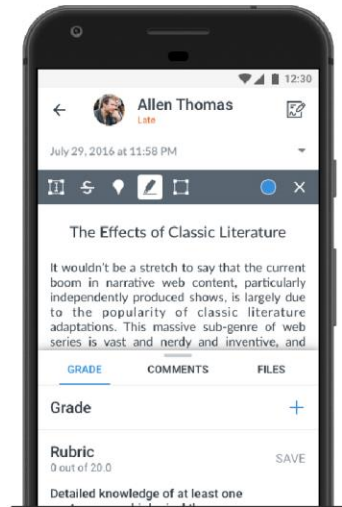 12:30
Allen Thomas
Late
July 29, 2016 at 11:58 PM
The Effects of Classic Literature
It wouldn't be a stretch to say that the current
boom in narrative web content, particularly
independently produced shows, is largely due
to the popularity of classic literature
adaptations. This massive sub-genre of web
series is vast and nerdy and inventive, and
GRADE COMMENTS FILES
Grade
Rubric
SAVE
0 out of 20.0
Detailed knowledge of at least one